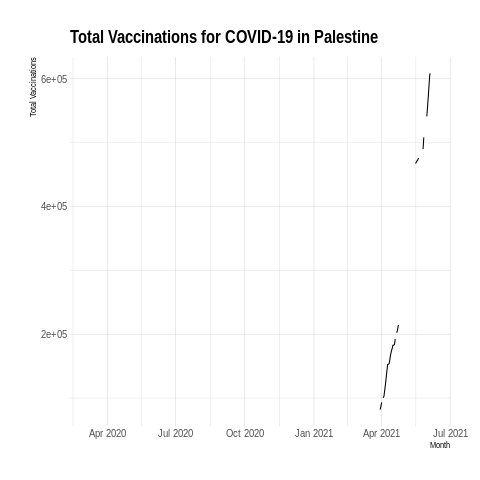 Total Vaccinations for COVID-19 in Palestine
Total Vaccinations
6e+05
4e+05
2e+05
Apr 2020 Jul 2020 Oct 2020 Jan 2021 Apr 2021 Jul 2021
Month